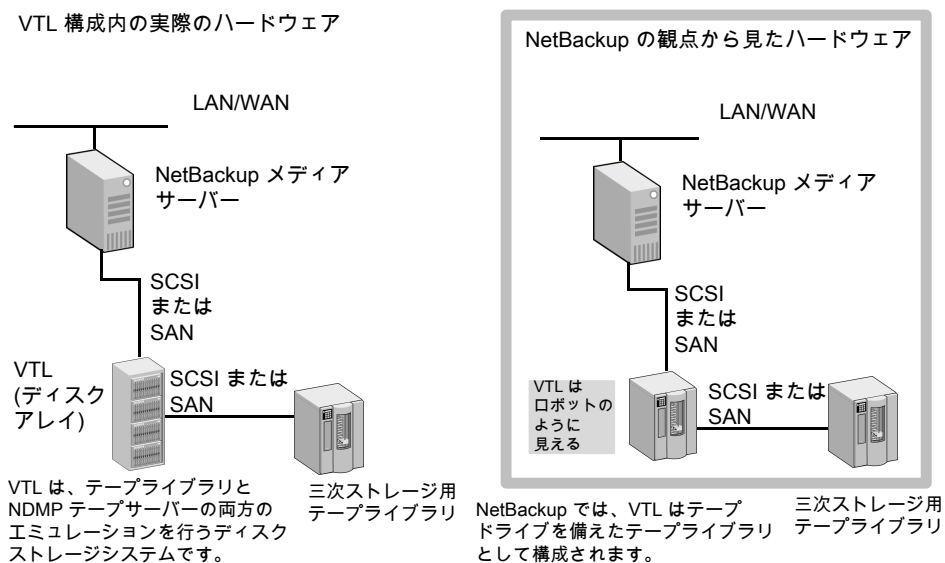 VTL 構成内の実際のハードウェア
LAN/WAN
NetBackup メディア
サーバー
SCSI
または
SAN
VTL
(ディスク
アレイ)
SCSI または
SAN
VTL は、テープライブラリと
NDMP テープサーバーの両方の
エミュレーションを行うディスク
ストレージシステムです。
三次ストレージ用
テープライブラリ
NetBackup の観点から見たハードウェア
LAN/WAN
NetBackup メディア
サーバー
SCSI
または
SAN
VTL は
ロボットの
ように
見える
SCSI または
SAN
NetBackup では、VTL はテープ
ドライブを備えたテープライブラリ
として構成されます。
三次ストレージ用
テープライブラリ